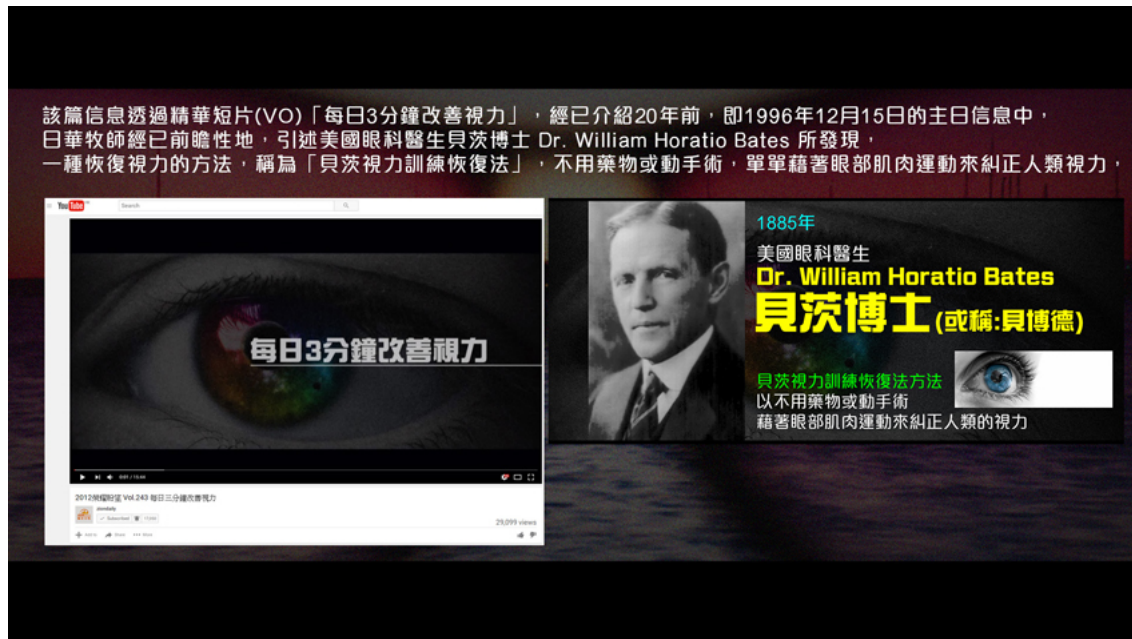 該篇信息透過精華短片(VO)「每日3分鐘改善視力」，經已介紹20年前，即1996年12月15日的主日信息中，
日華牧師經已前瞻性地，引述美國眼科醫生貝茨博士 Dr. William Horatio Bates 所發現，
一種恢復視力的方法，稱為「貝茨視力訓練恢復法」，不用藥物或動手術，單單藉著眼部肌肉運動來糾正人類視力，
YouTube
Search
每日3分鐘改善視力
2012榮耀盼望 Vol.243 每日三分鐘改善視力
ziondaily
Subscribed
29,099 views
Add to Share More
1885年
美國眼科醫生
Dr. William Horatio Bates
貝茨博士(或稱:貝博德)
貝茨視力訓練恢復法方法
以不用藥物或動手術
藉著眼部肌肉運動來糾正人類的視力